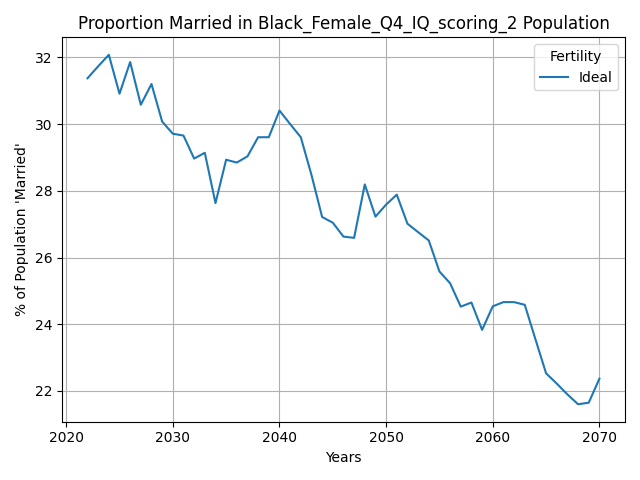 Proportion Married in Black_Female_Q4_IQ_scoring_2 Population
Fertility
Ideal
% of Population 'Married'
32
30
28
26
24
22
2020 2030 2040 2050 2060 2070
Years